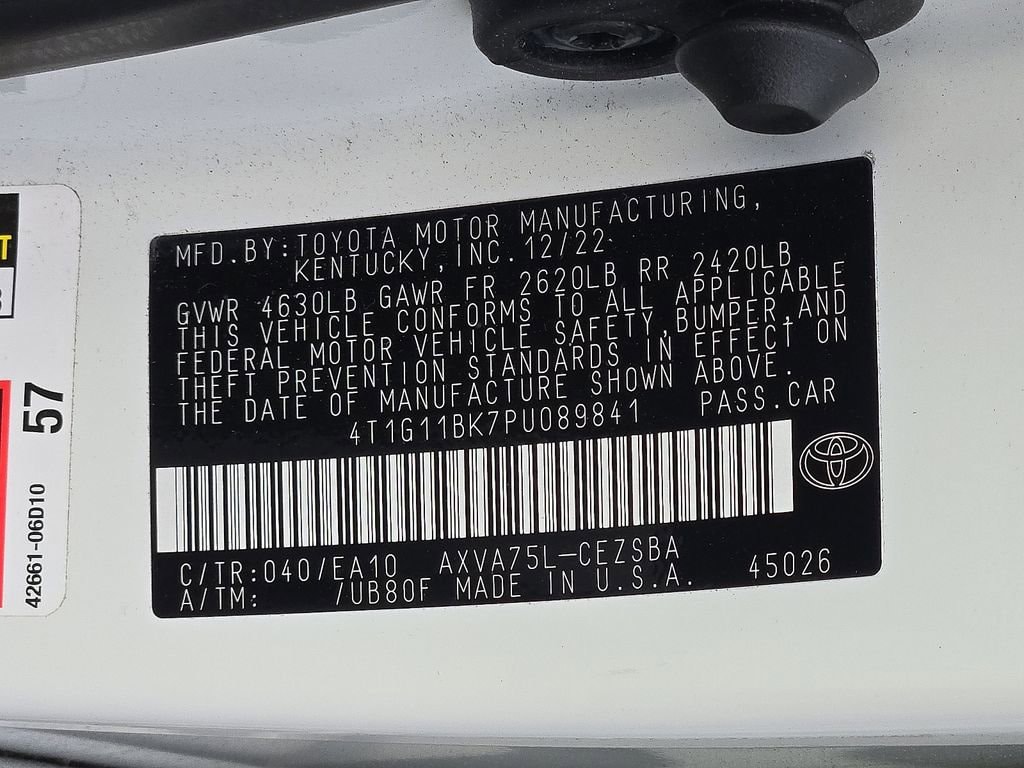 MFD.BY:TOYOTA MOTOR MANUFACTURING,
KENTUCKY,INC.12/22
GVWR 4630LB GAWR FR 2620LB RR 2420LB
THIS VEHICLE CONFORMS TO ALL APPLICABLE
FEDERAL MOTOR VEHICLE SAFETY,BUMPER,AND
THEFT PREVENTION STANDARDS IN EFFECT ON
THE DATE OF MANUFACTURE SHOWN ABOVE.
4T1G11BK7PU089841 PASS.CAR
C/TR:040/EA10 AXVA75L-CEZSBA
A/TM: /UB80F MADE IN U.S.A. 45026
T
57
42661-06D10